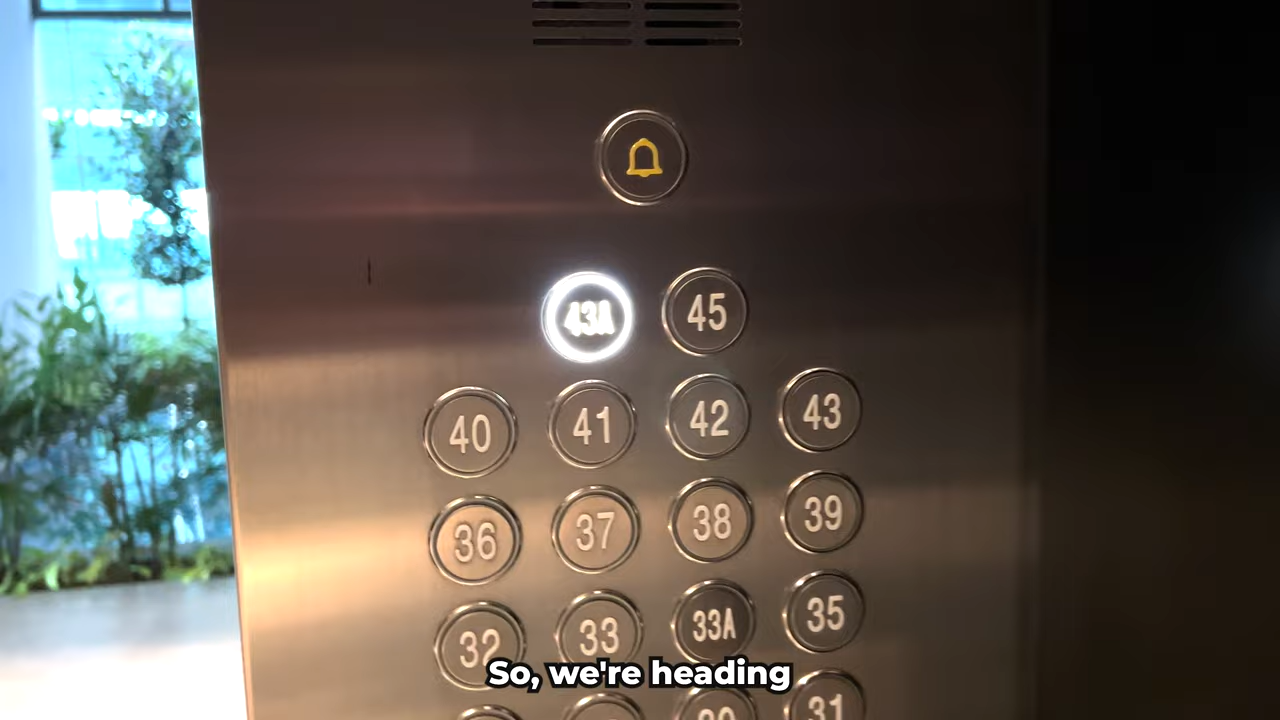 43A 45
40 41 42 43
36 37 38 39
32 33 33A 35
31
So, we're heading